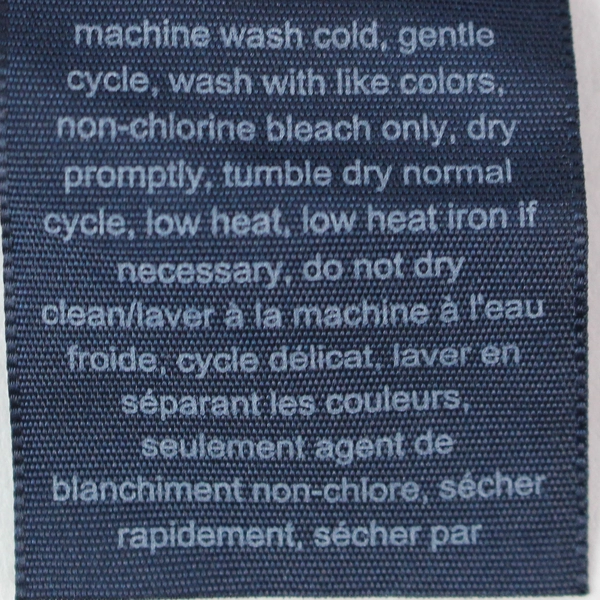 machine wash cold, gentle
cycle, wash with like colors,
non-chlorine bleach only, dry
promptly, tumble dry normal
cycle, low heat, low heat iron if
necessary, do not dry
clean/laver à la machine à l'eau
froide, cycle délicat, laver en
séparant les couleurs,
seulement agent de
blanchiment non-chlore, sécher
rapidement, sécher par